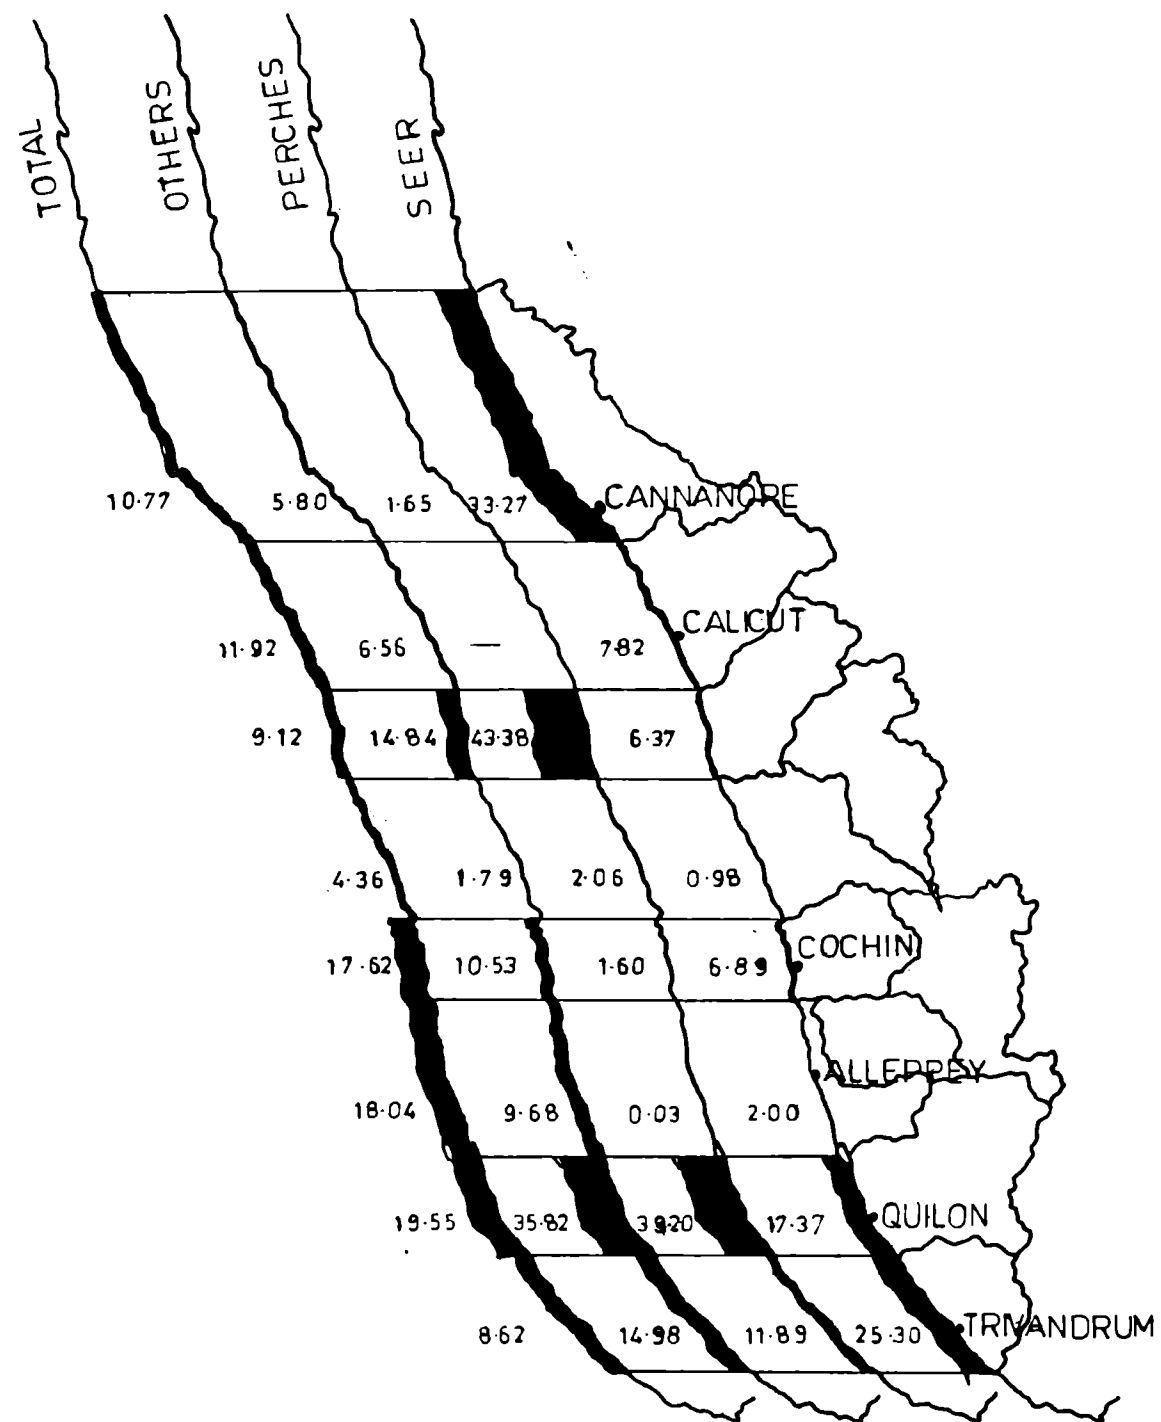 TOTAL
OTHERS
PERCHES
SEER
10.77 5.80 1.65 33.27 CANNANORE
11.92 6.56 — 7.82 CALICUT
9.12 14.84 43.38 6.37
4.36 1.79 2.06 0.98
17.62 10.53 1.60 6.89 COCHIN
ALLEPPEY
18.04 9.68 0.03 2.00
19.55 35.82 17.37 QUILON
8.62 14.98 11.89 25.30 TRIVANDRUM